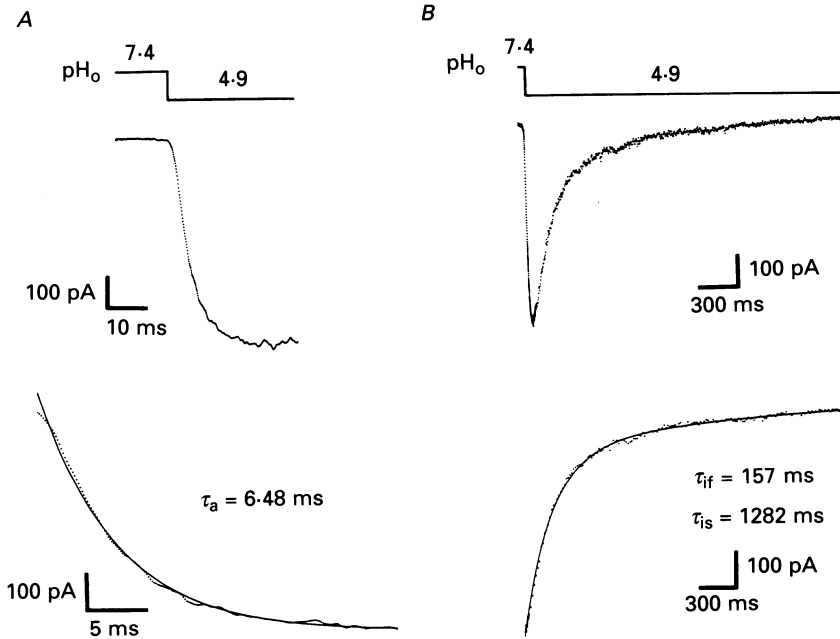 A
7·4
pHo
4·9
100 pA
10 ms
τa = 6·48 ms
100 pA
5 ms
B
7·4
pHo
4·9
100 pA
300 ms
τif = 157 ms
τis = 1282 ms
100 pA
300 ms